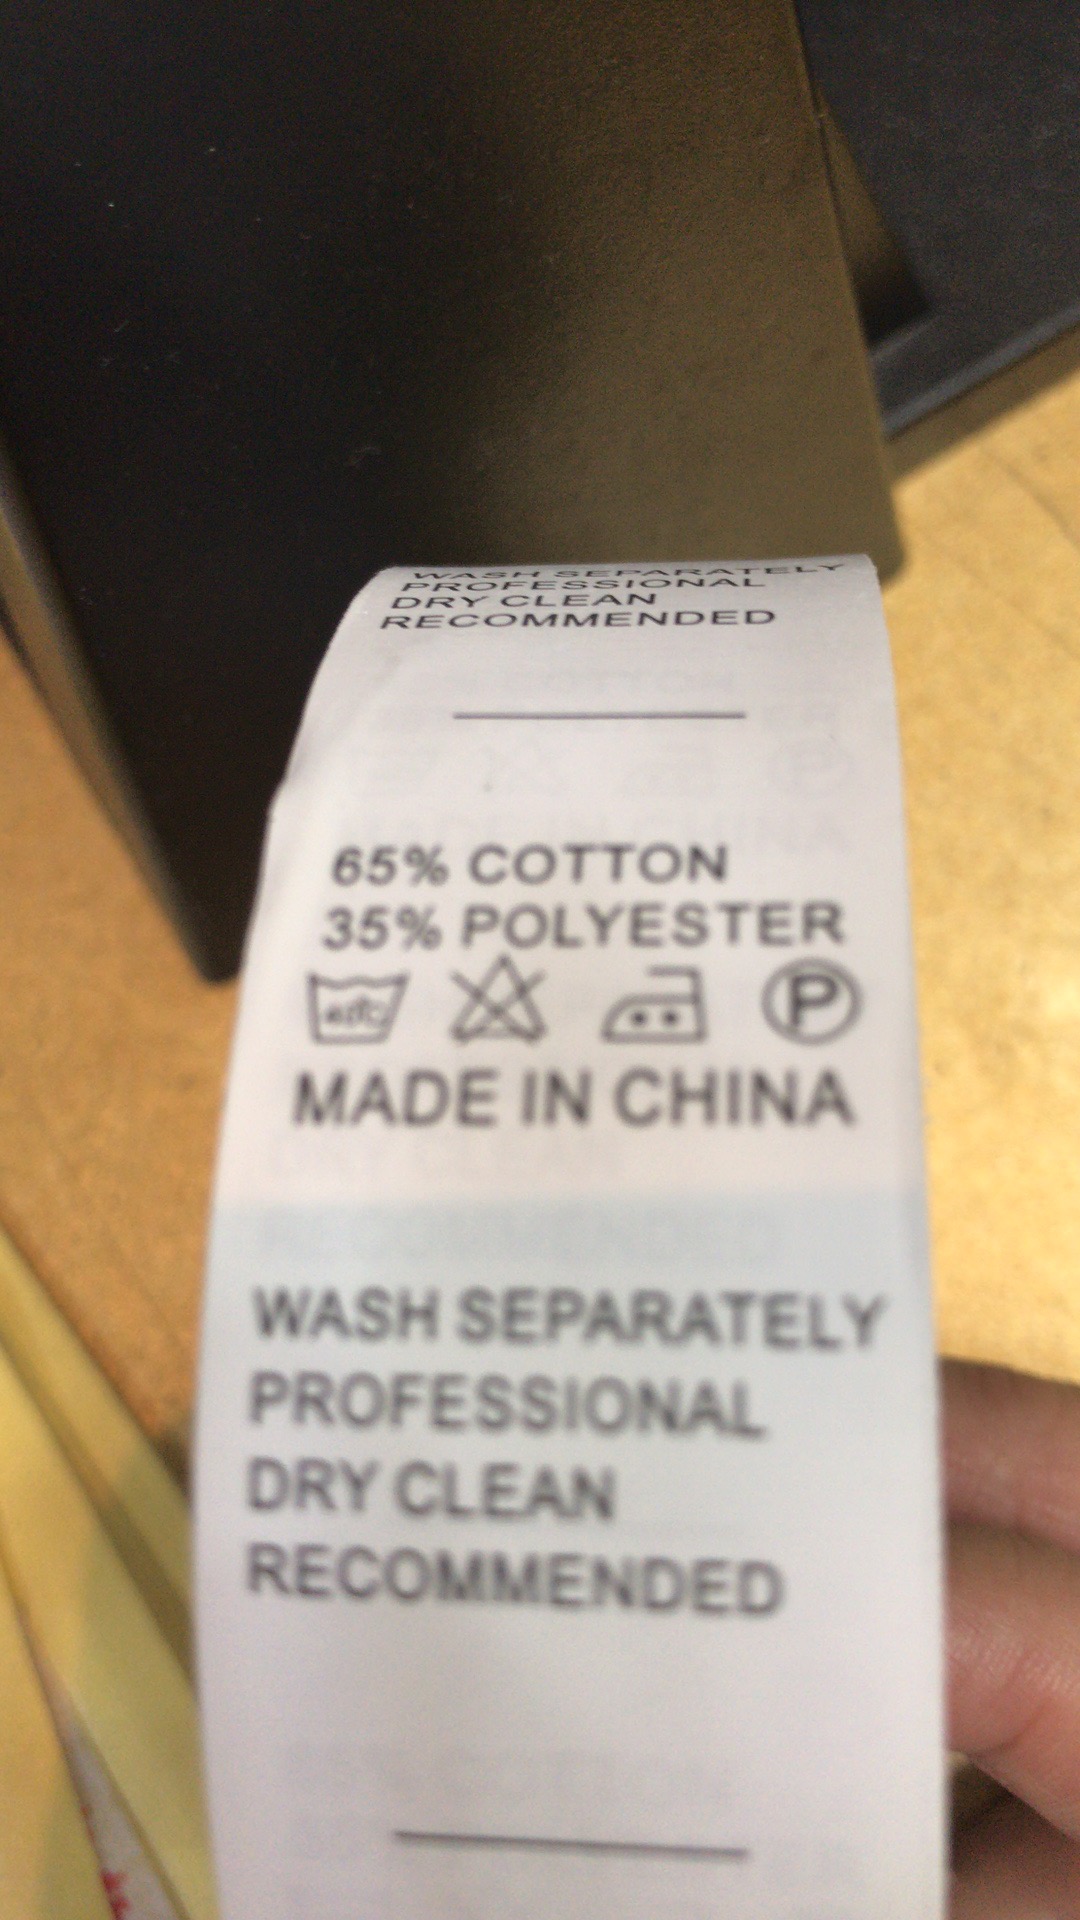 WASH SEPARATELY
PROFESSIONAL
DRY CLEAN
RECOMMENDED
65% COTTON
35% POLYESTER
P
MADE IN CHINA
WASH SEPARATELY
PROFESSIONAL
DRY CLEAN
RECOMMENDED